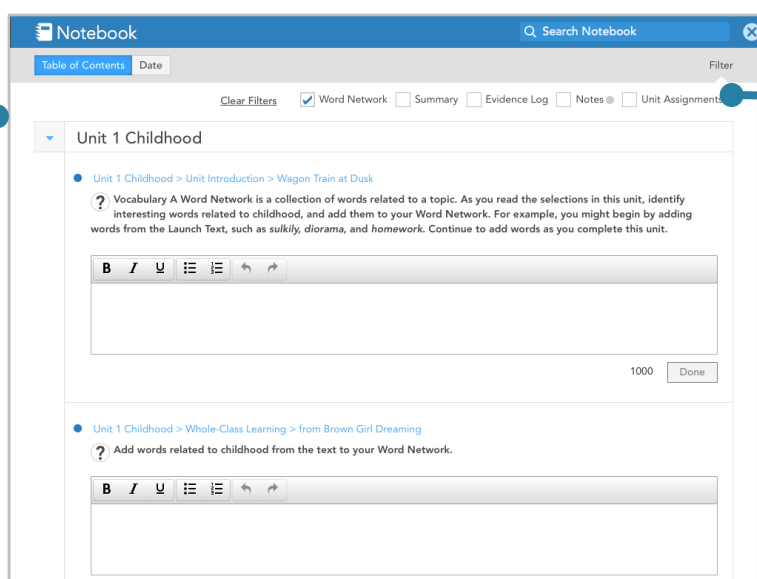 Notebook
Search Notebook
Table of Contents Date
Filter
Clear Filters Word Network Summary Evidence Log Notes Unit Assignments
Unit 1 Childhood
Unit 1 Childhood > Unit Introduction > Wagon Train at Dusk
? Vocabulary A Word Network is a collection of words related to a topic. As you read the selections in this unit, identify
interesting words related to childhood, and add them to your Word Network. For example, you might begin by adding
words from the Launch Text, such as sulkily, diorama, and homework. Continue to add words as you complete this unit.
B I U
1000 Done
Unit 1 Childhood > Whole-Class Learning > from Brown Girl Dreaming
? Add words related to childhood from the text to your Word Network.
B I U